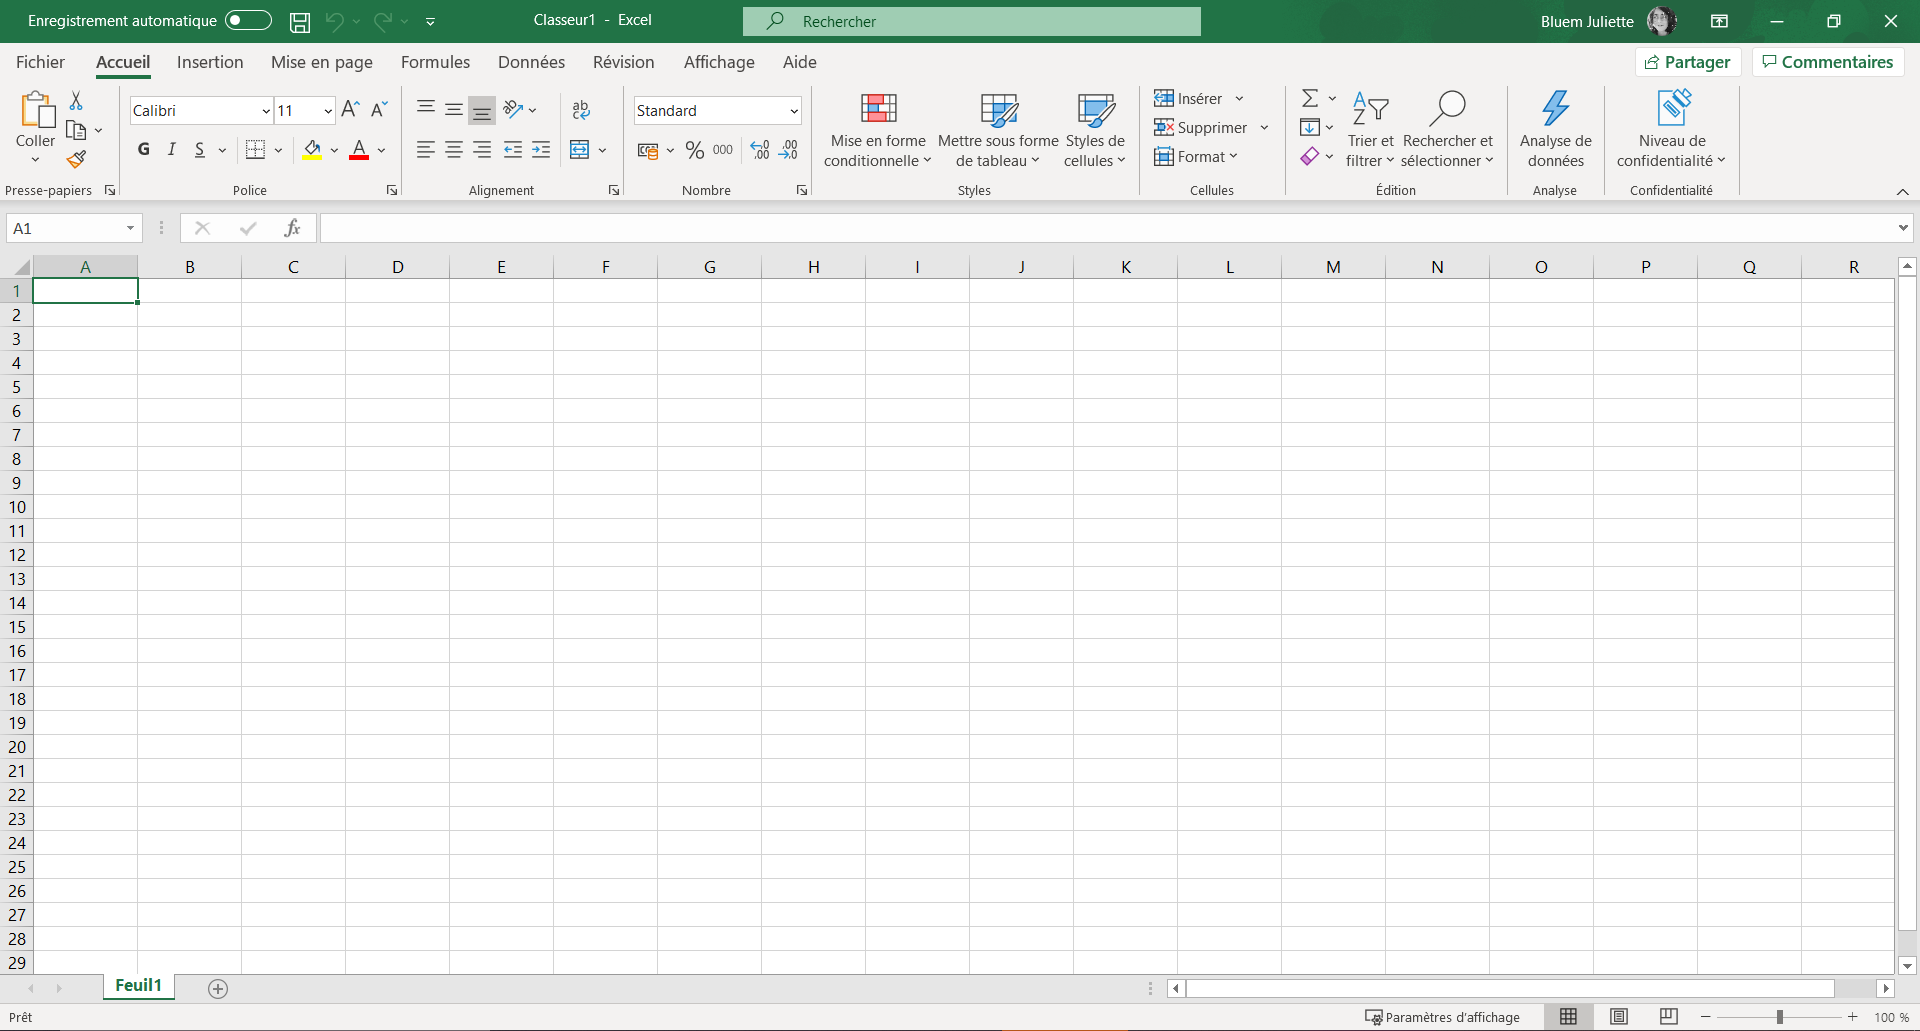 Enregistrement automatique
Classeur1 - Excel
Rechercher
Bluem Juliette
Fichier Accueil Insertion Mise en page Formules Données Révision Affichage Aide
Partager Commentaires
Coller
Presse-papiers
Calibri 11
G I S A
Police
ab
Alignement
Standard
% 000 ,00 ,0
Nombre
Mise en forme conditionnelle
Mettre sous forme de tableau
Styles de cellules
Styles
Insérer
Supprimer
Format
Cellules
Trier et filtrer
Rechercher et sélectionner
Édition
Analyse de données
Analyse
Niveau de confidentialité
Confidentialité
A1
fx
A B C D E F G H I J K L M N O P Q R
1
2
3
4
5
6
7
8
9
10
11
12
13
14
15
16
17
18
19
20
21
22
23
24
25
26
27
28
29
Feuil1
Prêt
Paramètres d'affichage
100 %